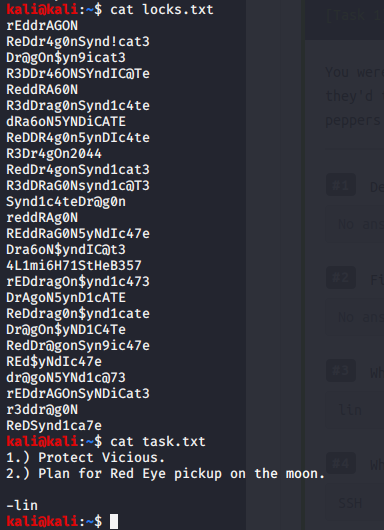 kali@kali:~$ cat locks.txt
rEddrAGON
ReDdr4g0nSynd!cat3
Dr@gOn$yn9icat3
R3DDr46ONSYndIC@Te
ReddRA60N
R3dDrag0nSynd1c4te
dRa6oN5YNDiCATE
ReDDR4g0n5ynDIc4te
R3Dr4gOn2044
RedDr4gonSynd1cat3
R3dDRaG0Nsynd1c@T3
Synd1c4teDr@g0n
reddRAg0N
REddRaG0N5yNdIc47e
Dra6oN$yndIC@t3
4L1mi6H71StHeB357
rEDdragOn$ynd1c473
DrAgoN5ynD1cATE
ReDdrag0n$ynd1cate
Dr@gOn$yND1C4Te
RedDr@gonSyn9ic47e
REd$yNdIc47e
dr@goN5YNd1c@73
rEDdrAGOnSyNDiCat3
r3ddr@g0N
ReDSynd1ca7e
kali@kali:~$ cat task.txt
1.) Protect Vicious.
2.) Plan for Red Eye pickup on the moon.
-lin
kali@kali:~$
You were
they'd
peppers
#1
De
No ans
#2
Fi
No ans
#3
Wh
lin
#4
Wh
SSH